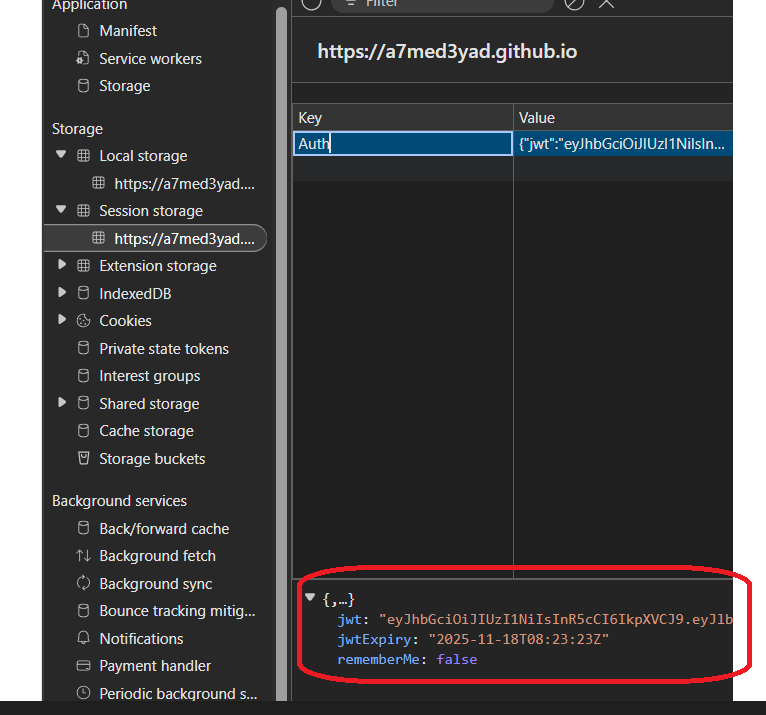 Application
Filter
Manifest
Service workers
Storage
Storage
Local storage
https://a7med3yad....
Session storage
https://a7med3yad....
Extension storage
IndexedDB
Cookies
Private state tokens
Interest groups
Shared storage
Cache storage
Storage buckets
Background services
Back/forward cache
Background fetch
Background sync
Bounce tracking mitig...
Notifications
Payment handler
Periodic background s...
https://a7med3yad.github.io
Key Value
Auth {"jwt":"eyJhbGciOiJIUzI1NiIsIn...
{,…}
jwt: "eyJhbGciOiJIUzI1NiIsInR5cCI6IkpXVCJ9.eyJlb
jwtExpiry: "2025-11-18T08:23:23Z"
rememberMe: false